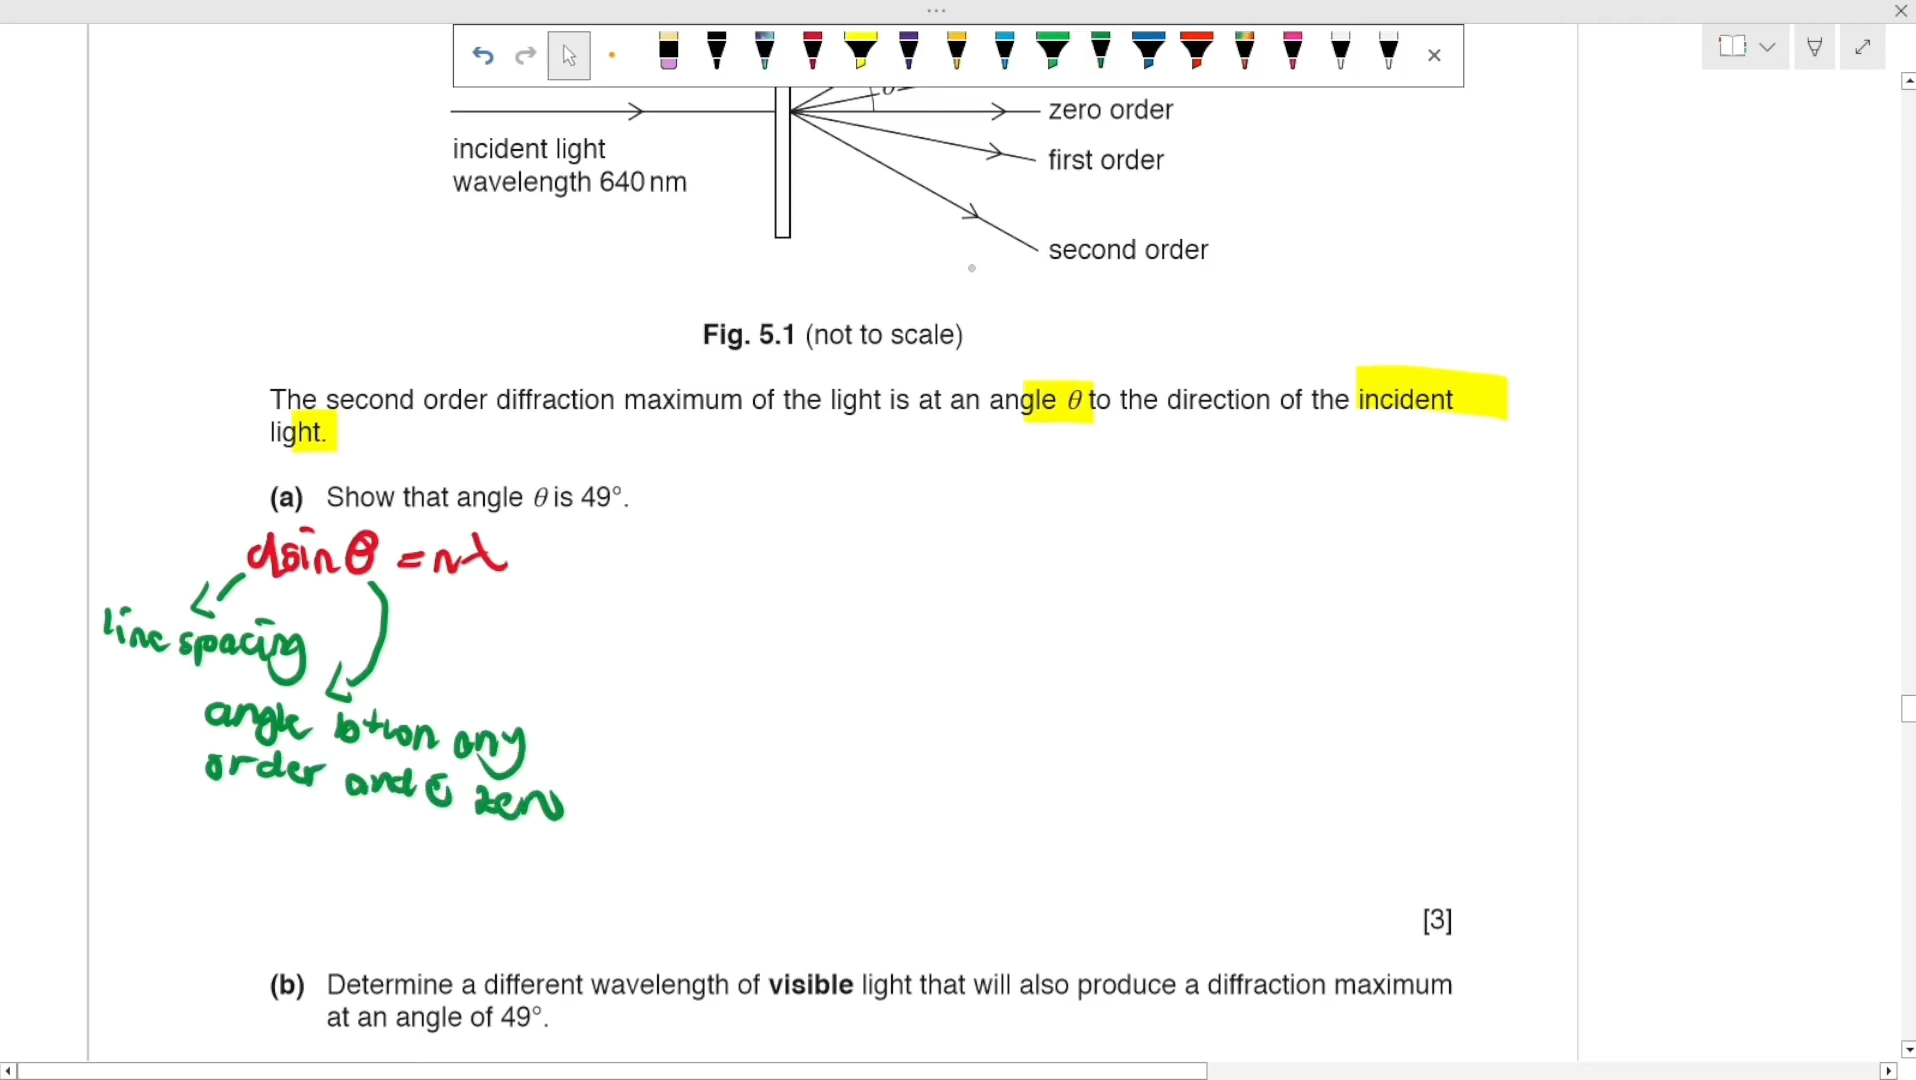 zero order
first order
incident light
wavelength 640 nm
second order
Fig. 5.1 (not to scale)
The second order diffraction maximum of the light is at an angle θ to the direction of the incident
light.
(a) Show that angle θ is 49°.
dsinθ = nλ
line spacing
angle btwn any
order and zero
[3]
(b) Determine a different wavelength of visible light that will also produce a diffraction maximum
at an angle of 49°.